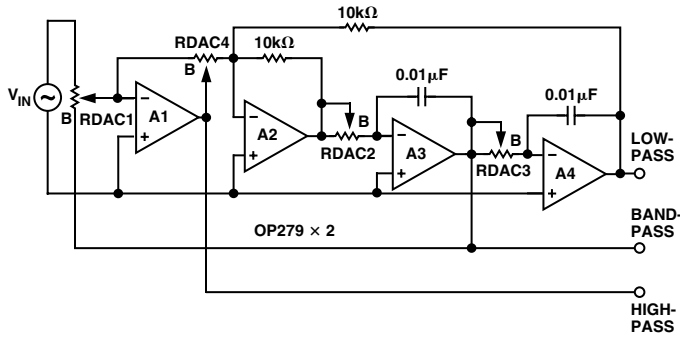 10kΩ
RDAC4
10kΩ
B
0.01μF
0.01μF
VIN
B
RDAC1
A1
A2
B
RDAC2
A3
B
RDAC3
A4
LOW-
PASS
OP279 × 2
BAND-
PASS
HIGH-
PASS